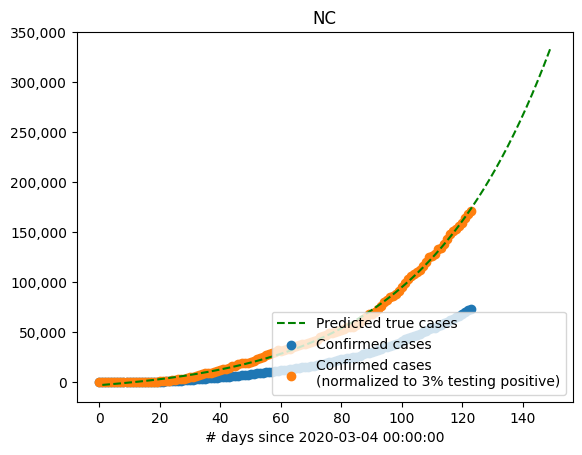 NC
350,000
300,000
250,000
200,000
150,000
100,000
50,000
0
Predicted true cases
Confirmed cases
Confirmed cases
(normalized to 3% testing positive)
0 20 40 60 80 100 120 140
# days since 2020-03-04 00:00:00